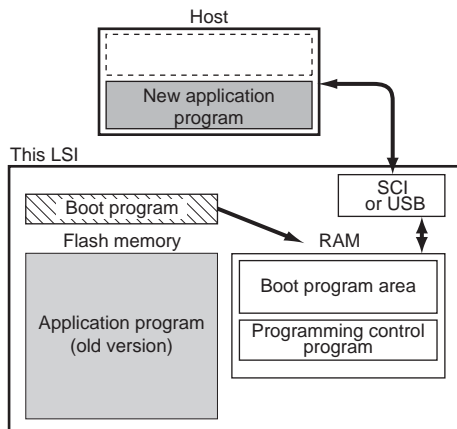 Host
New application
program
This LSI
SCI
or USB
Boot program
Flash memory
RAM
Boot program area
Application program
(old version)
Programming control
program